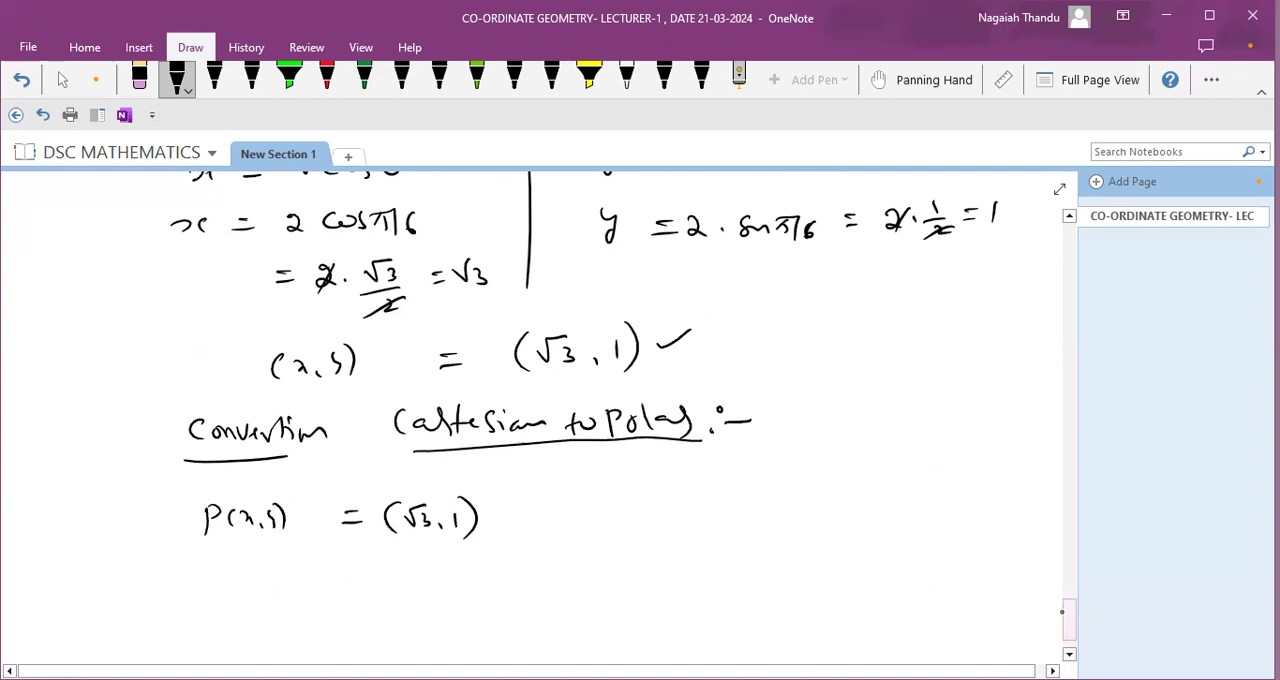 CO-ORDINATE GEOMETRY- LECTURER-1 , DATE 21-03-2024 - OneNote
Nagaiah Thandu
File Home Insert Draw History Review View Help
Add Pen
Panning Hand
Full Page View
DSC MATHEMATICS
New Section 1
Search Notebooks
Add Page
CO-ORDINATE GEOMETRY- LEC
x = 2 cos π/6
y = 2 . sin π/6 = 2 . 1/2 = 1
= 2 . √3/2 = √3
(x, y) = (√3, 1) ✓
Convertion Cartesian to Polar :-
P(x, y) = (√3, 1)